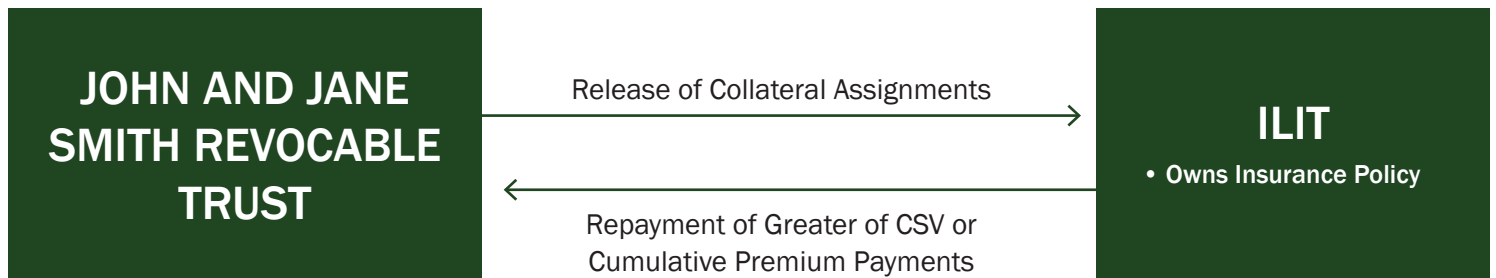 JOHN AND JANE
SMITH REVOCABLE
TRUST
Release of Collateral Assignments
Repayment of Greater of CSV or
Cumulative Premium Payments
ILIT
• Owns Insurance Policy